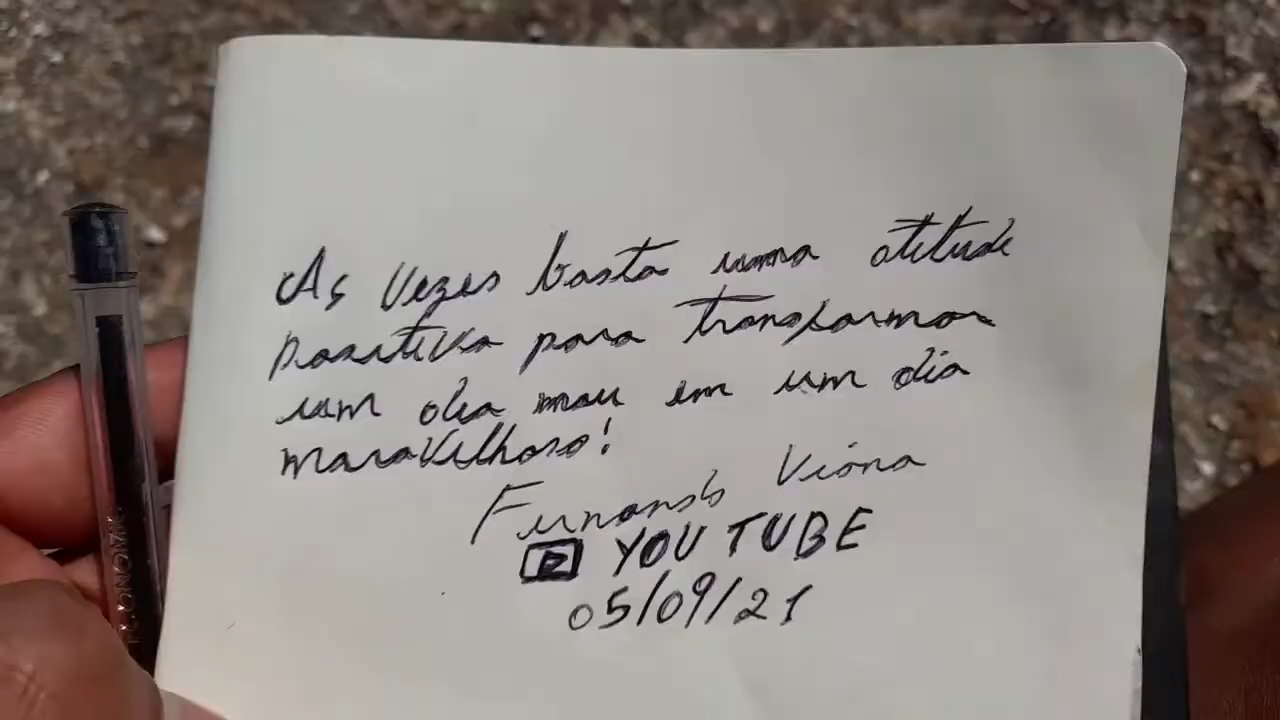 As vezes basta uma atitude
positiva para transformar
um dia mau em um dia
maravilhoso!
Fernando Viana
YOU TUBE
05/09/21